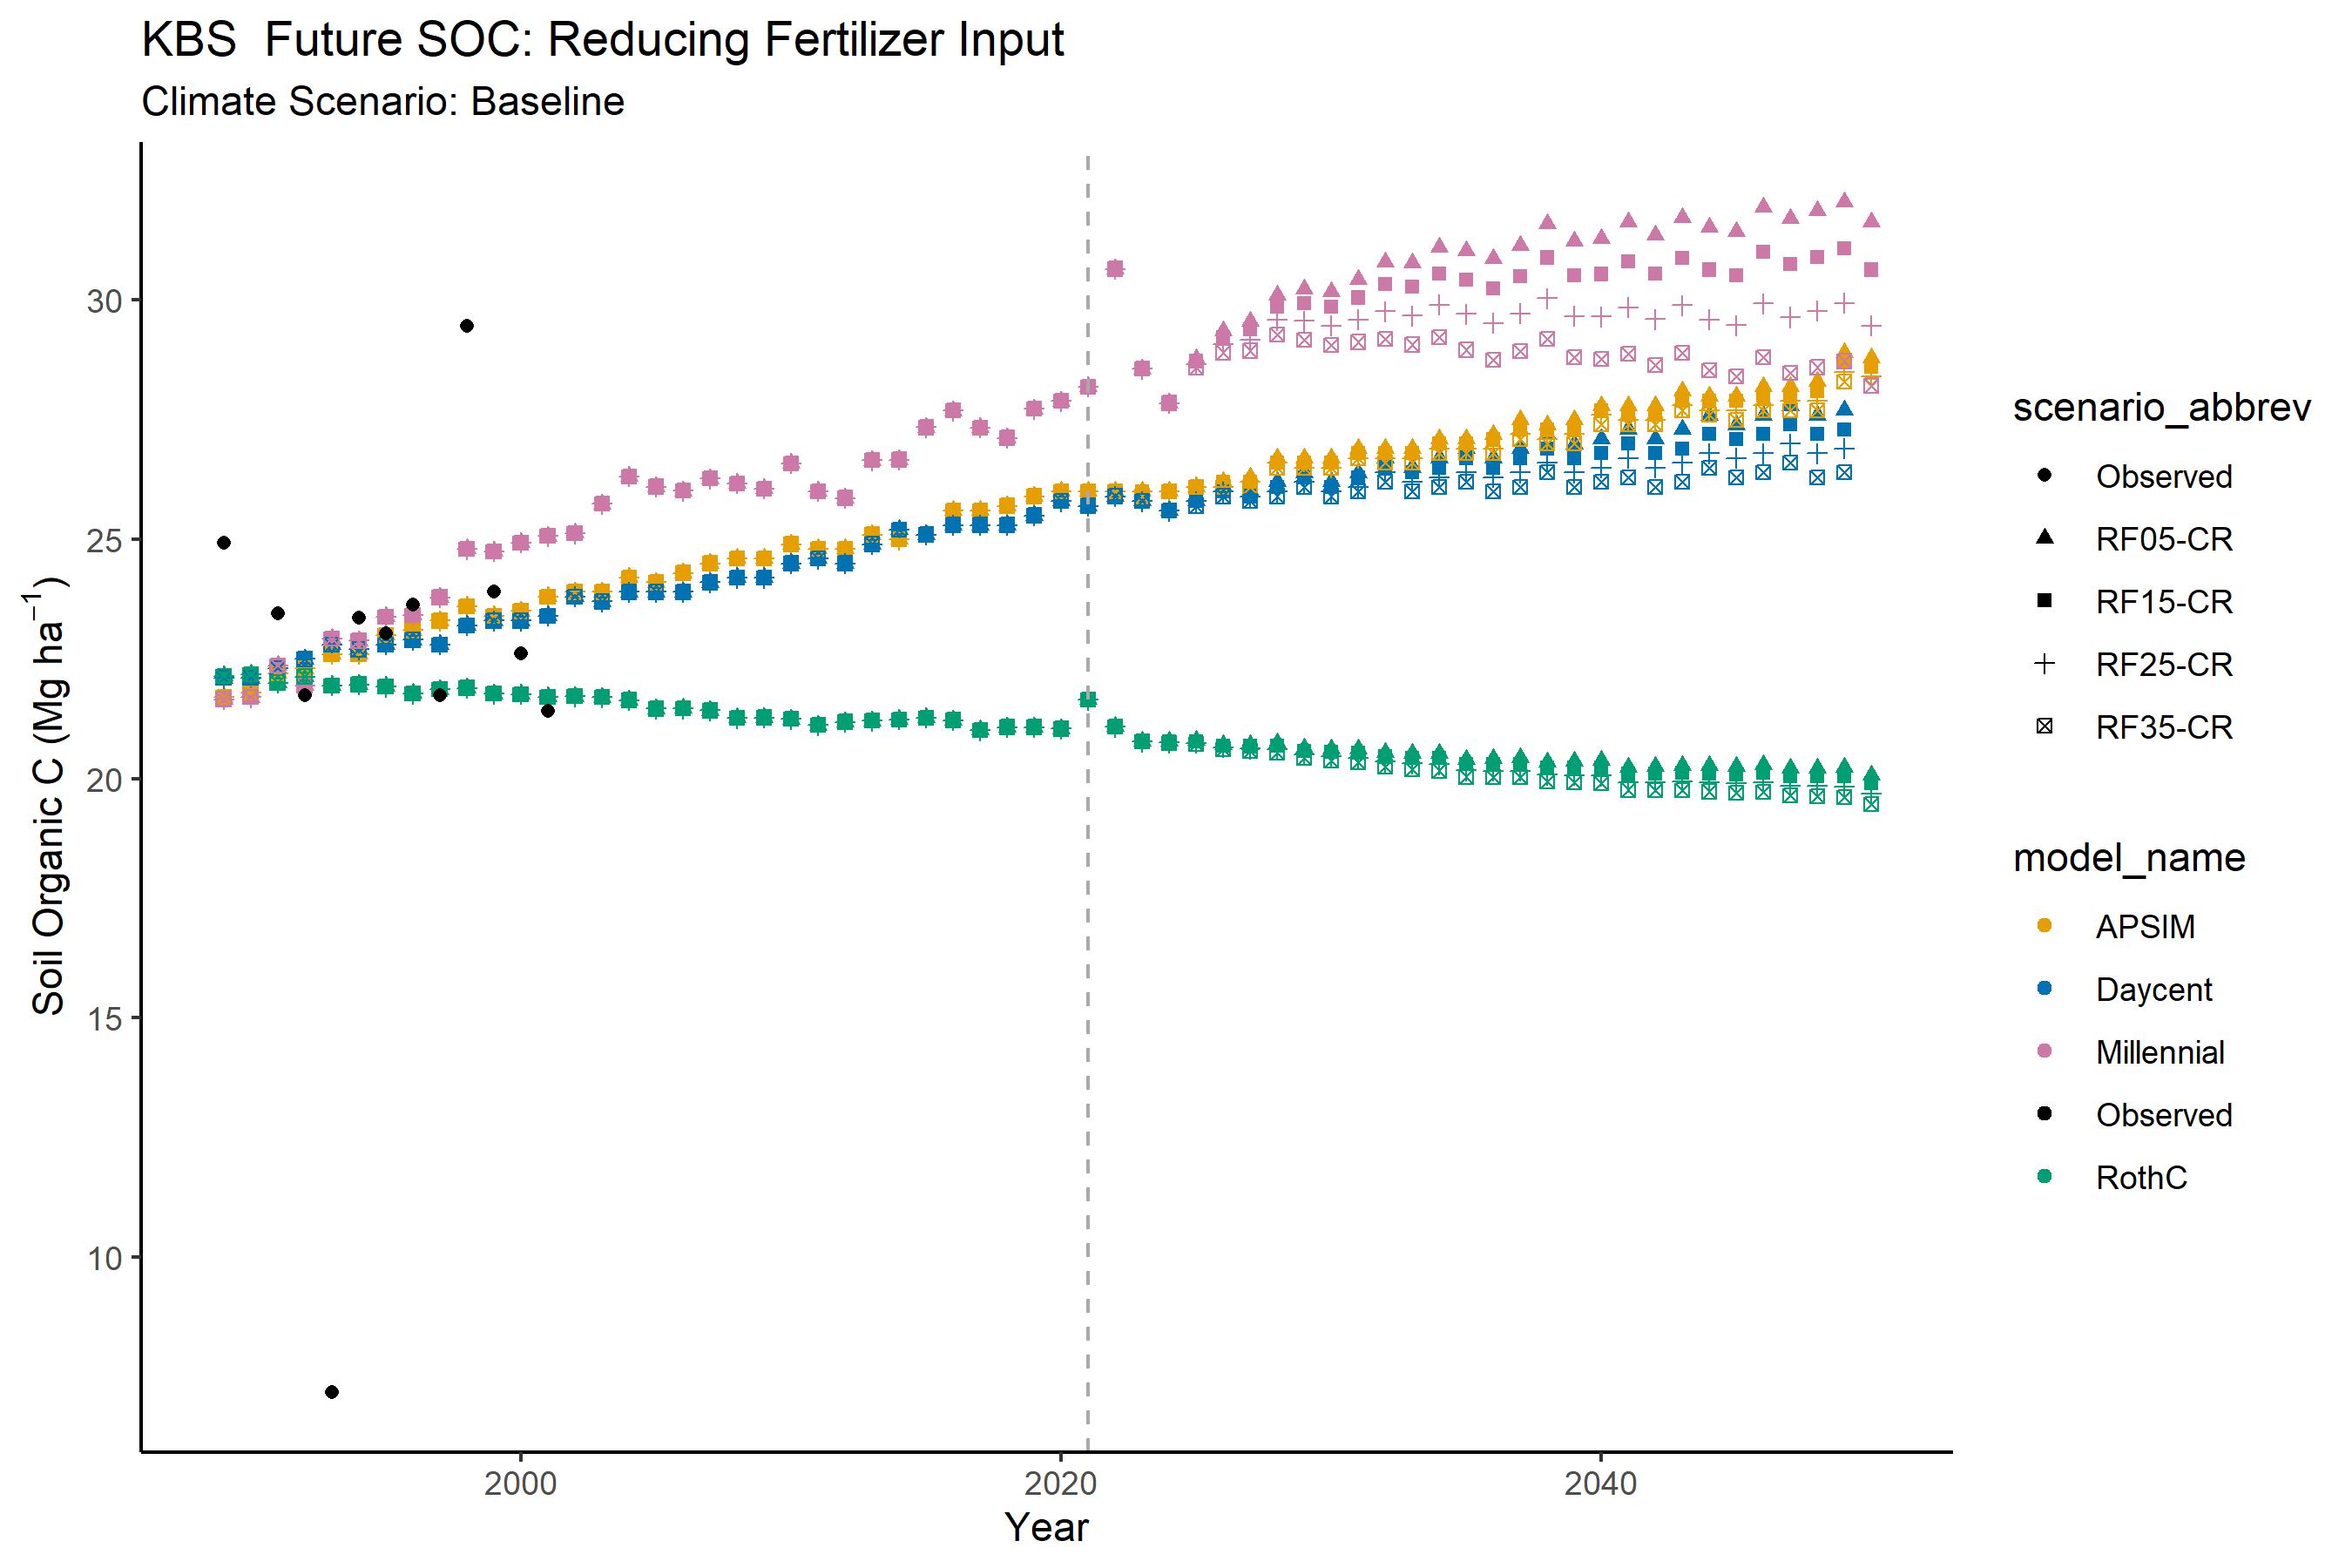 KBS  Future SOC: Reducing Fertilizer Input
Climate Scenario: Baseline
Soil Organic C (Mg ha⁻¹)
30
25
20
15
10
2000
2020
2040
Year
scenario_abbrev
Observed
RF05-CR
RF15-CR
RF25-CR
RF35-CR
model_name
APSIM
Daycent
Millennial
Observed
RothC